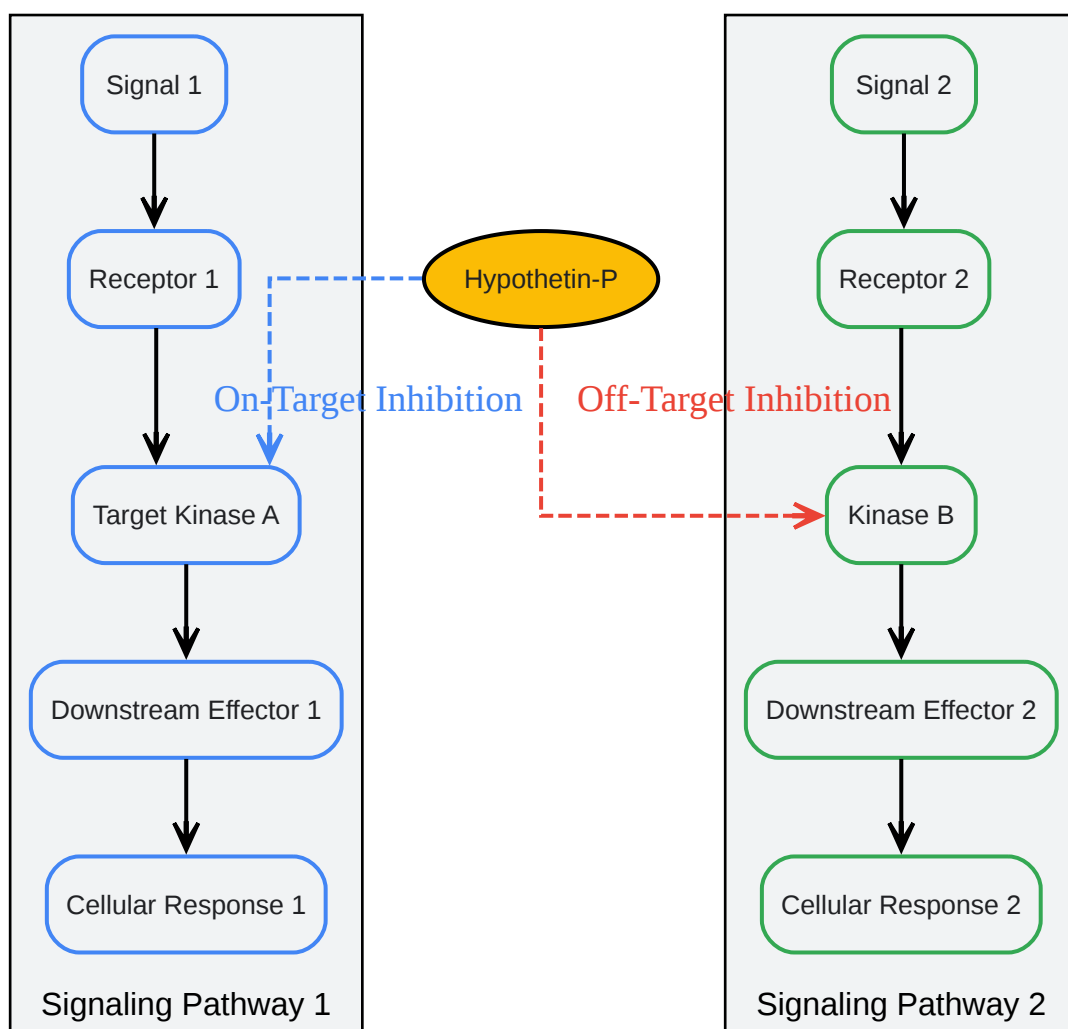 Signal 1
Signal 2
Receptor 1
Hypothetin-P
Receptor 2
On-Target Inhibition
Off-Target Inhibition
Target Kinase A
Kinase B
Downstream Effector 1
Downstream Effector 2
Cellular Response 1
Cellular Response 2
Signaling Pathway 1
Signaling Pathway 2